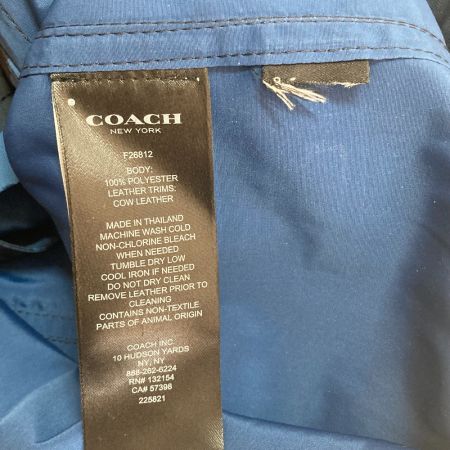 COACH
NEW YORK
F26812
BODY:
100% POLYESTER
LEATHER TRIMS:
COW LEATHER
MADE IN THAILAND
MACHINE WASH COLD
NON-CHLORINE BLEACH
WHEN NEEDED
TUMBLE DRY LOW
COOL IRON IF NEEDED
DO NOT DRY CLEAN
REMOVE LEATHER PRIOR TO
CLEANING
CONTAINS NON-TEXTILE
PARTS OF ANIMAL ORIGIN
COACH INC
10 HUDSON YARDS
NY, NY
888-262-6224
RN# 132154
CA# 57398
225821